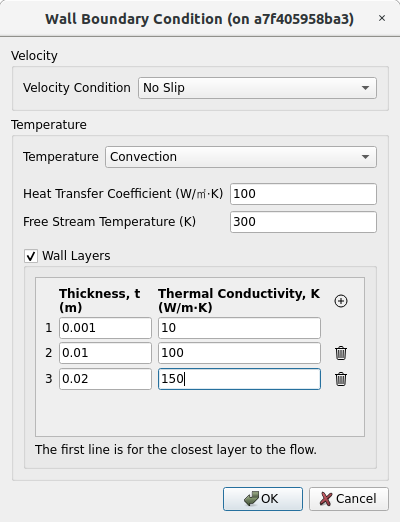 Wall Boundary Condition (on a7f405958ba3)
Velocity
Velocity Condition No Slip
Temperature
Temperature Convection
Heat Transfer Coefficient (W/㎡·K) 100
Free Stream Temperature (K) 300
Wall Layers
Thickness, t (m) Thermal Conductivity, K (W/m·K)
1 0.001 10
2 0.01 100
3 0.02 150
The first line is for the closest layer to the flow.
OK Cancel